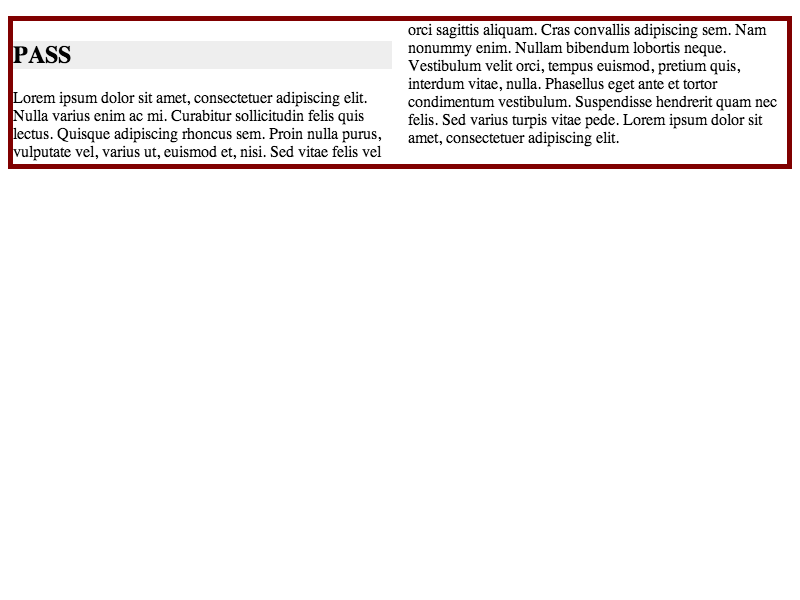 PASS
Lorem ipsum dolor sit amet, consectetuer adipiscing elit.
Nulla varius enim ac mi. Curabitur sollicitudin felis quis
lectus. Quisque adipiscing rhoncus sem. Proin nulla purus,
vulputate vel, varius ut, euismod et, nisi. Sed vitae felis vel
orci sagittis aliquam. Cras convallis adipiscing sem. Nam
nonummy enim. Nullam bibendum lobortis neque.
Vestibulum velit orci, tempus euismod, pretium quis,
interdum vitae, nulla. Phasellus eget ante et tortor
condimentum vestibulum. Suspendisse hendrerit quam nec
felis. Sed varius turpis vitae pede. Lorem ipsum dolor sit
amet, consectetuer adipiscing elit.